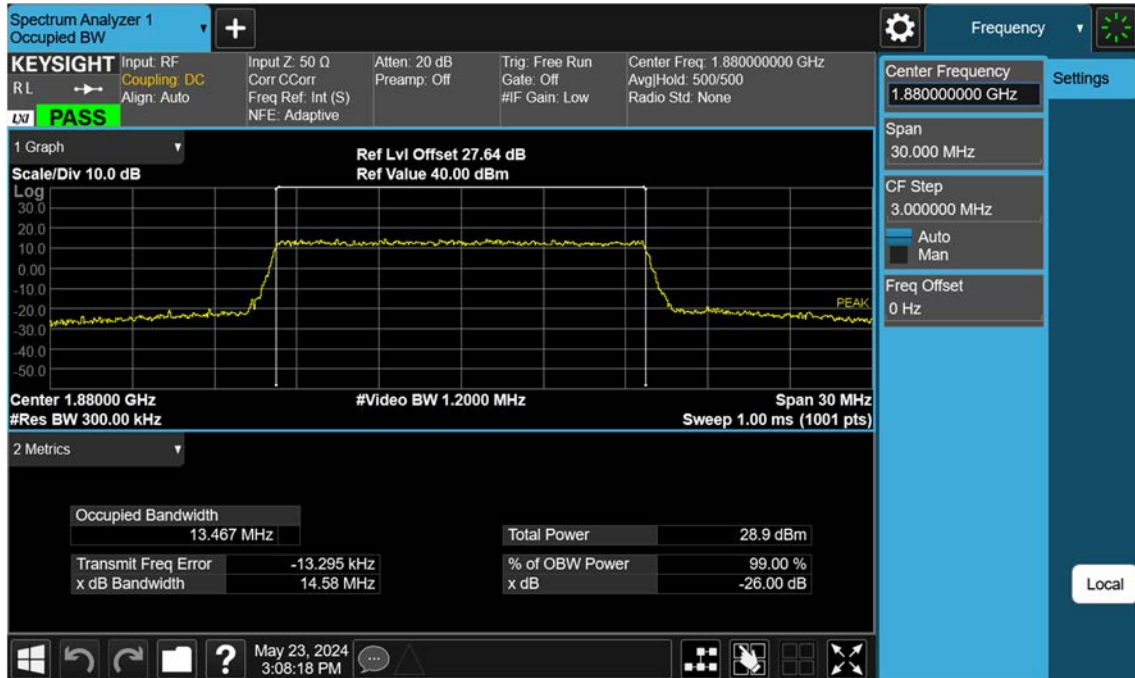 Spectrum Analyzer 1
Occupied BW
Frequency
KEYSIGHT
R L
LXI
PASS
Input: RF
Coupling: DC
Align: Auto
Input Z: 50 Ω
Corr CCorr
Freq Ref: Int (S)
NFE: Adaptive
Atten: 20 dB
Preamp: Off
Trig: Free Run
Gate: Off
#IF Gain: Low
Center Freq: 1.880000000 GHz
Avg|Hold: 500/500
Radio Std: None
Center Frequency
1.880000000 GHz
Settings
Span
30.000 MHz
CF Step
3.000000 MHz
Auto
Man
Freq Offset
0 Hz
Local
1 Graph
Scale/Div 10.0 dB
Ref Lvl Offset 27.64 dB
Ref Value 40.00 dBm
Log
30.0
20.0
10.0
0.00
-10.0
-20.0
-30.0
-40.0
-50.0
PEAK
Center 1.88000 GHz
#Video BW 1.2000 MHz
Span 30 MHz
#Res BW 300.00 kHz
Sweep 1.00 ms (1001 pts)
2 Metrics
Occupied Bandwidth
13.467 MHz
Total Power 28.9 dBm
Transmit Freq Error -13.295 kHz
% of OBW Power 99.00 %
x dB Bandwidth 14.58 MHz
x dB -26.00 dB
May 23, 2024
3:08:18 PM